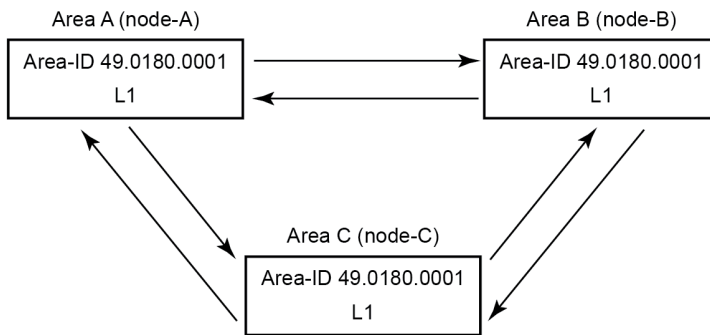 Area A (node-A)
Area B (node-B)
Area-ID 49.0180.0001
L1
Area-ID 49.0180.0001
L1
Area C (node-C)
Area-ID 49.0180.0001
L1